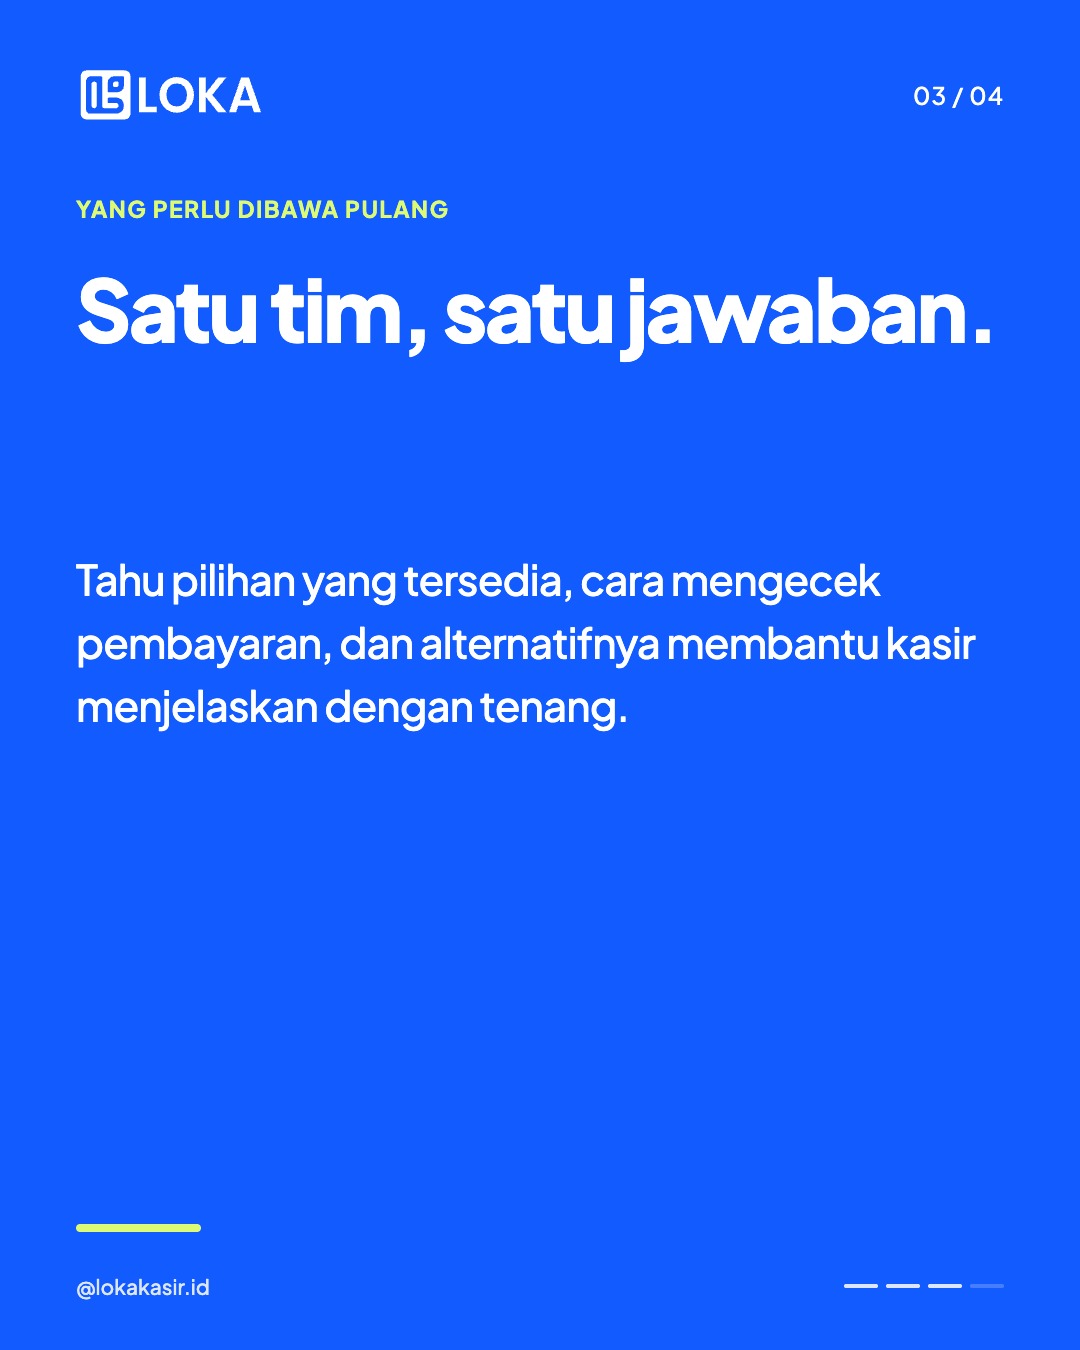 LOKA
03 / 04
YANG PERLU DIBAWA PULANG
Satu tim, satu jawaban.
Tahu pilihan yang tersedia, cara mengecek
pembayaran, dan alternatifnya membantu kasir
menjelaskan dengan tenang.
@lokakasir.id